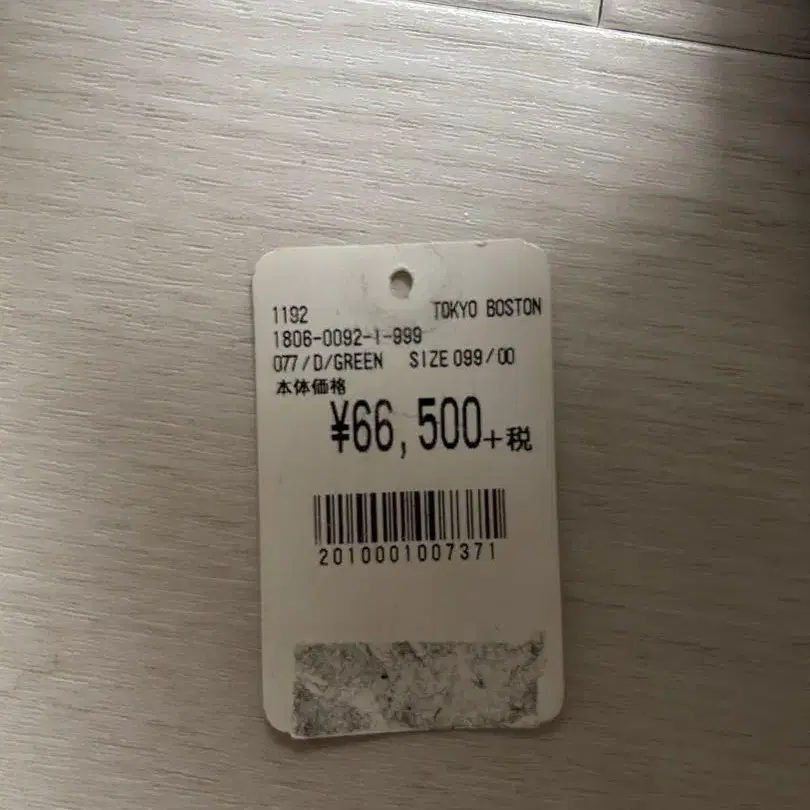 1192 TOKYO BOSTON
1806-0092-1-999
077/D/GREEN SIZE 099/00
本体価格
¥66,500+税
2010001007371